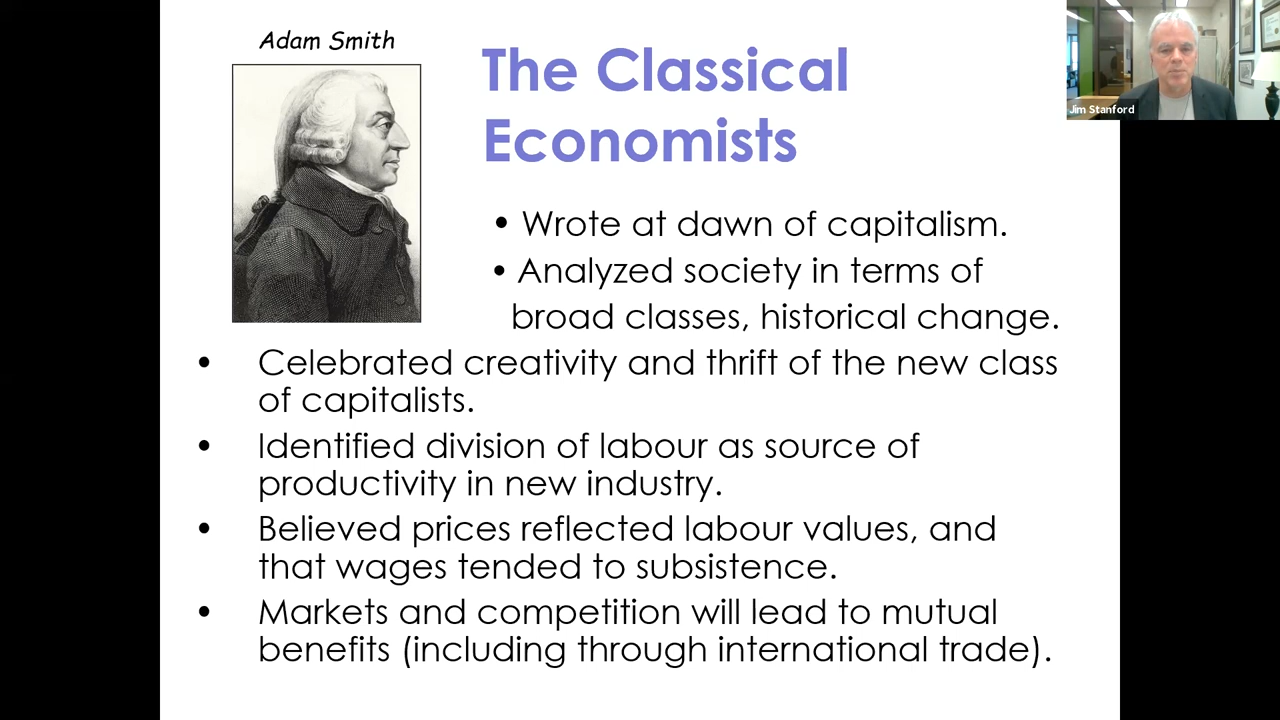 Adam Smith
The Classical
Economists
• Wrote at dawn of capitalism.
• Analyzed society in terms of
broad classes, historical change.
• Celebrated creativity and thrift of the new class
of capitalists.
• Identified division of labour as source of
productivity in new industry.
• Believed prices reflected labour values, and
that wages tended to subsistence.
• Markets and competition will lead to mutual
benefits (including through international trade).
Jim Stanford